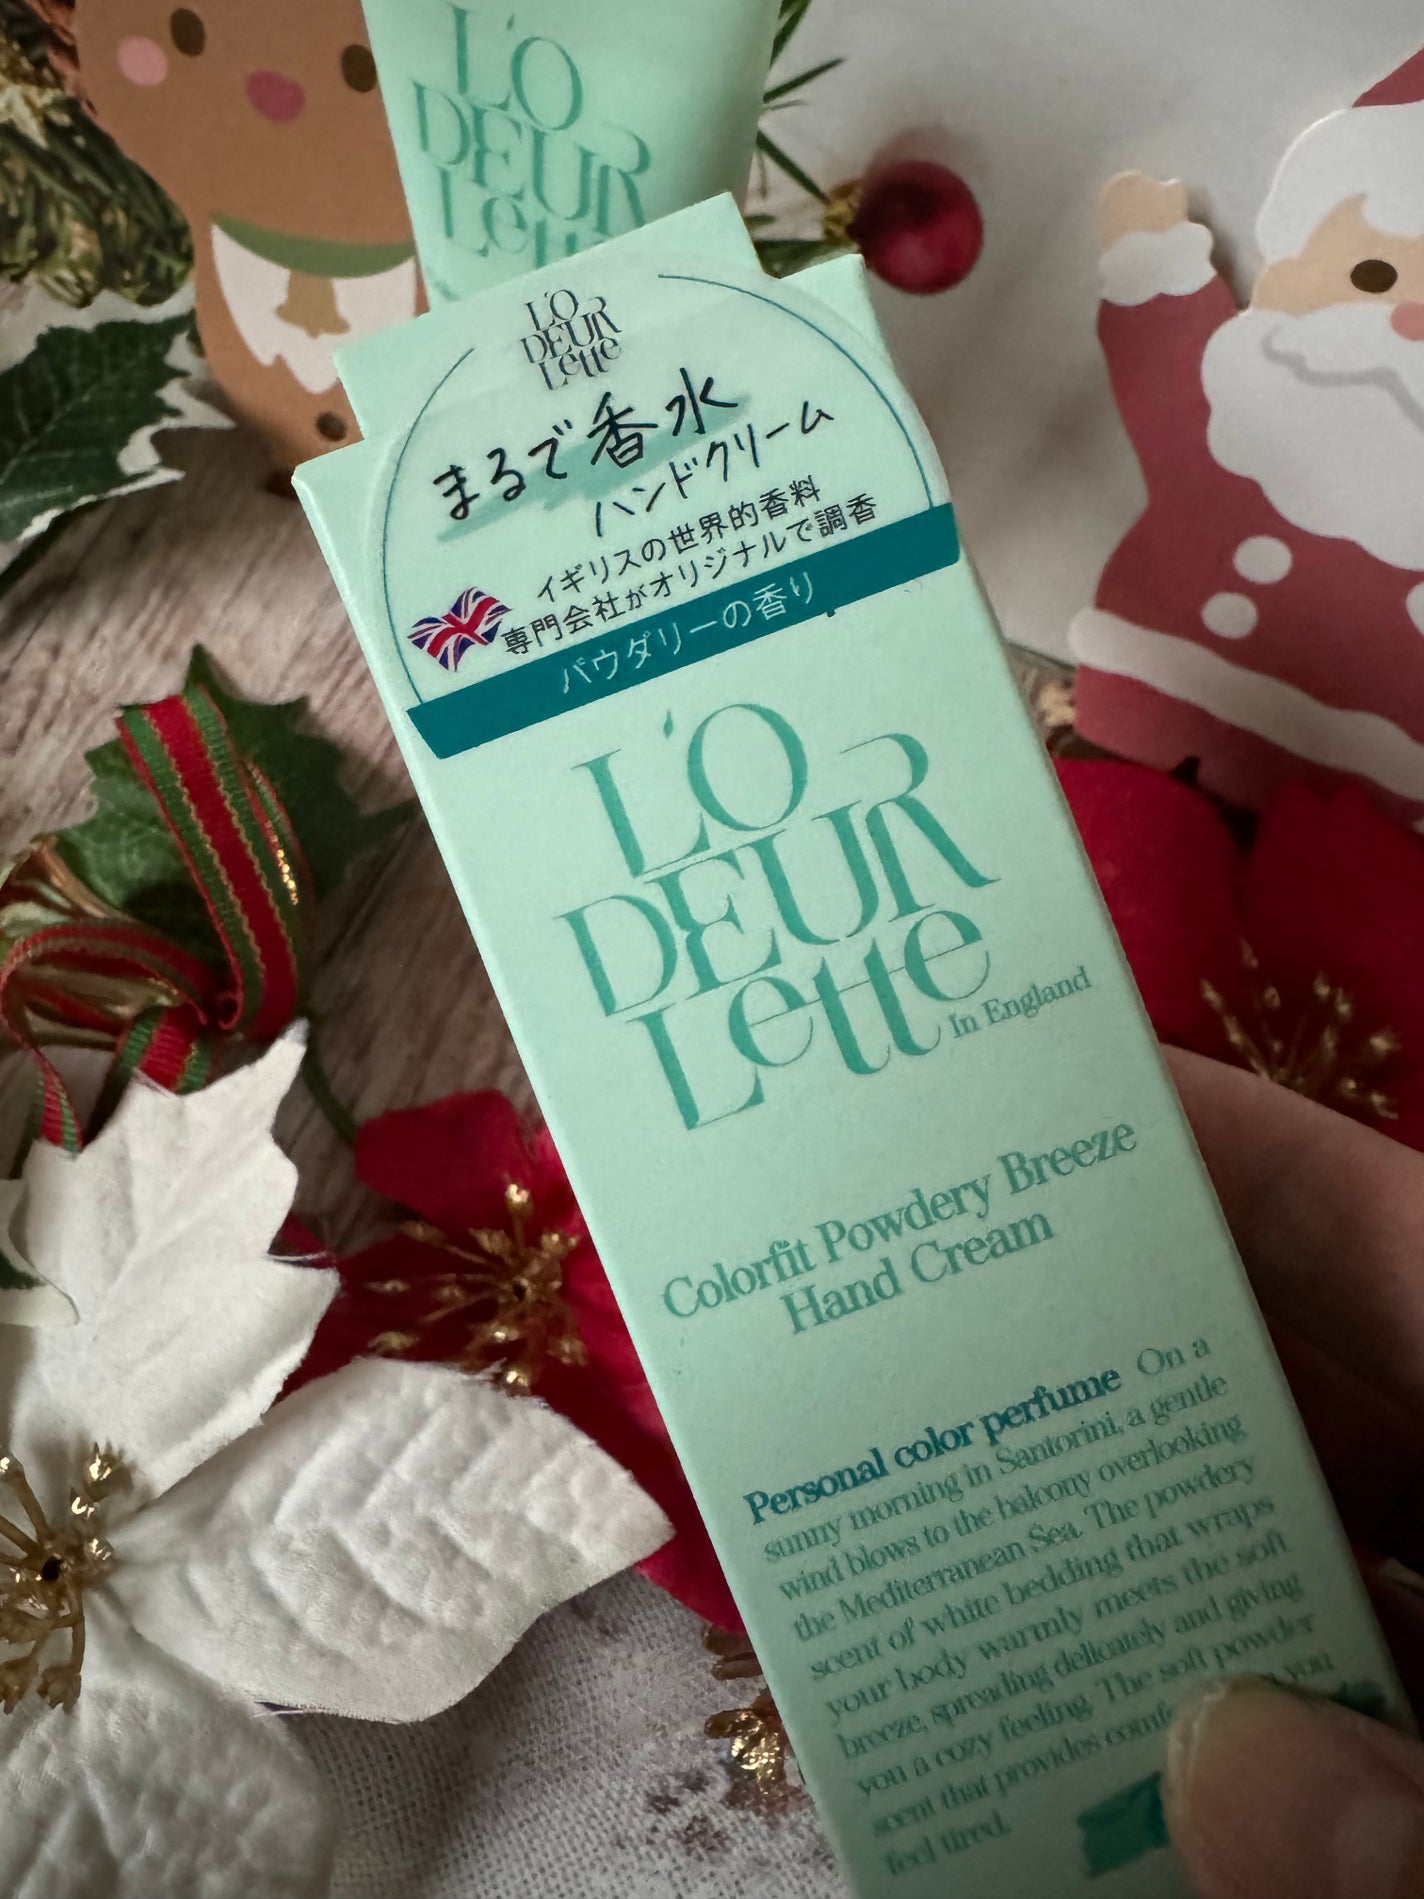 L'O
DEUR
Lette
L'O
DEUR
Lette
まるで香水
ハンドクリーム
イギリスの世界的香料
専門会社がオリジナルで調香
パウダリーの香り
L'O
DEUR
Lette
In England
Colorfit Powdery Breeze
Hand Cream
Personal color perfume On a
sunny morning in Santorini, a gentle
wind blows to the balcony overlooking
the Mediterranean Sea. The powdery
scent of white bedding that wraps
your body warmly meets the soft
breeze, spreading delicately and giving
you a cozy feeling. The soft powder
scent that provides you
feel tired.